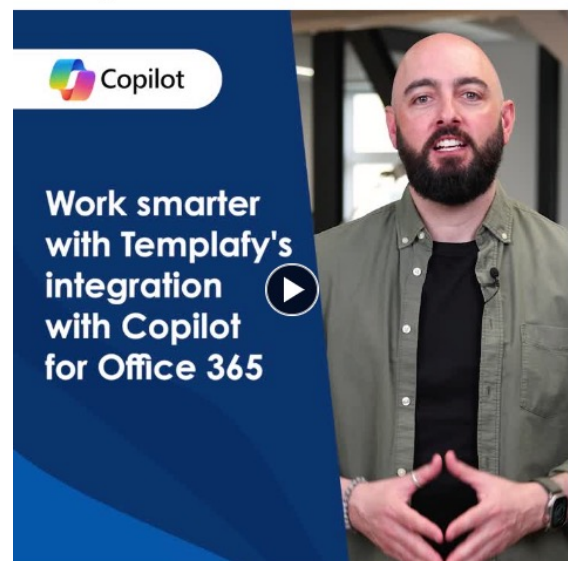 Copilot
Work smarter
with Templafy's
integration
with Copilot
for Office 365